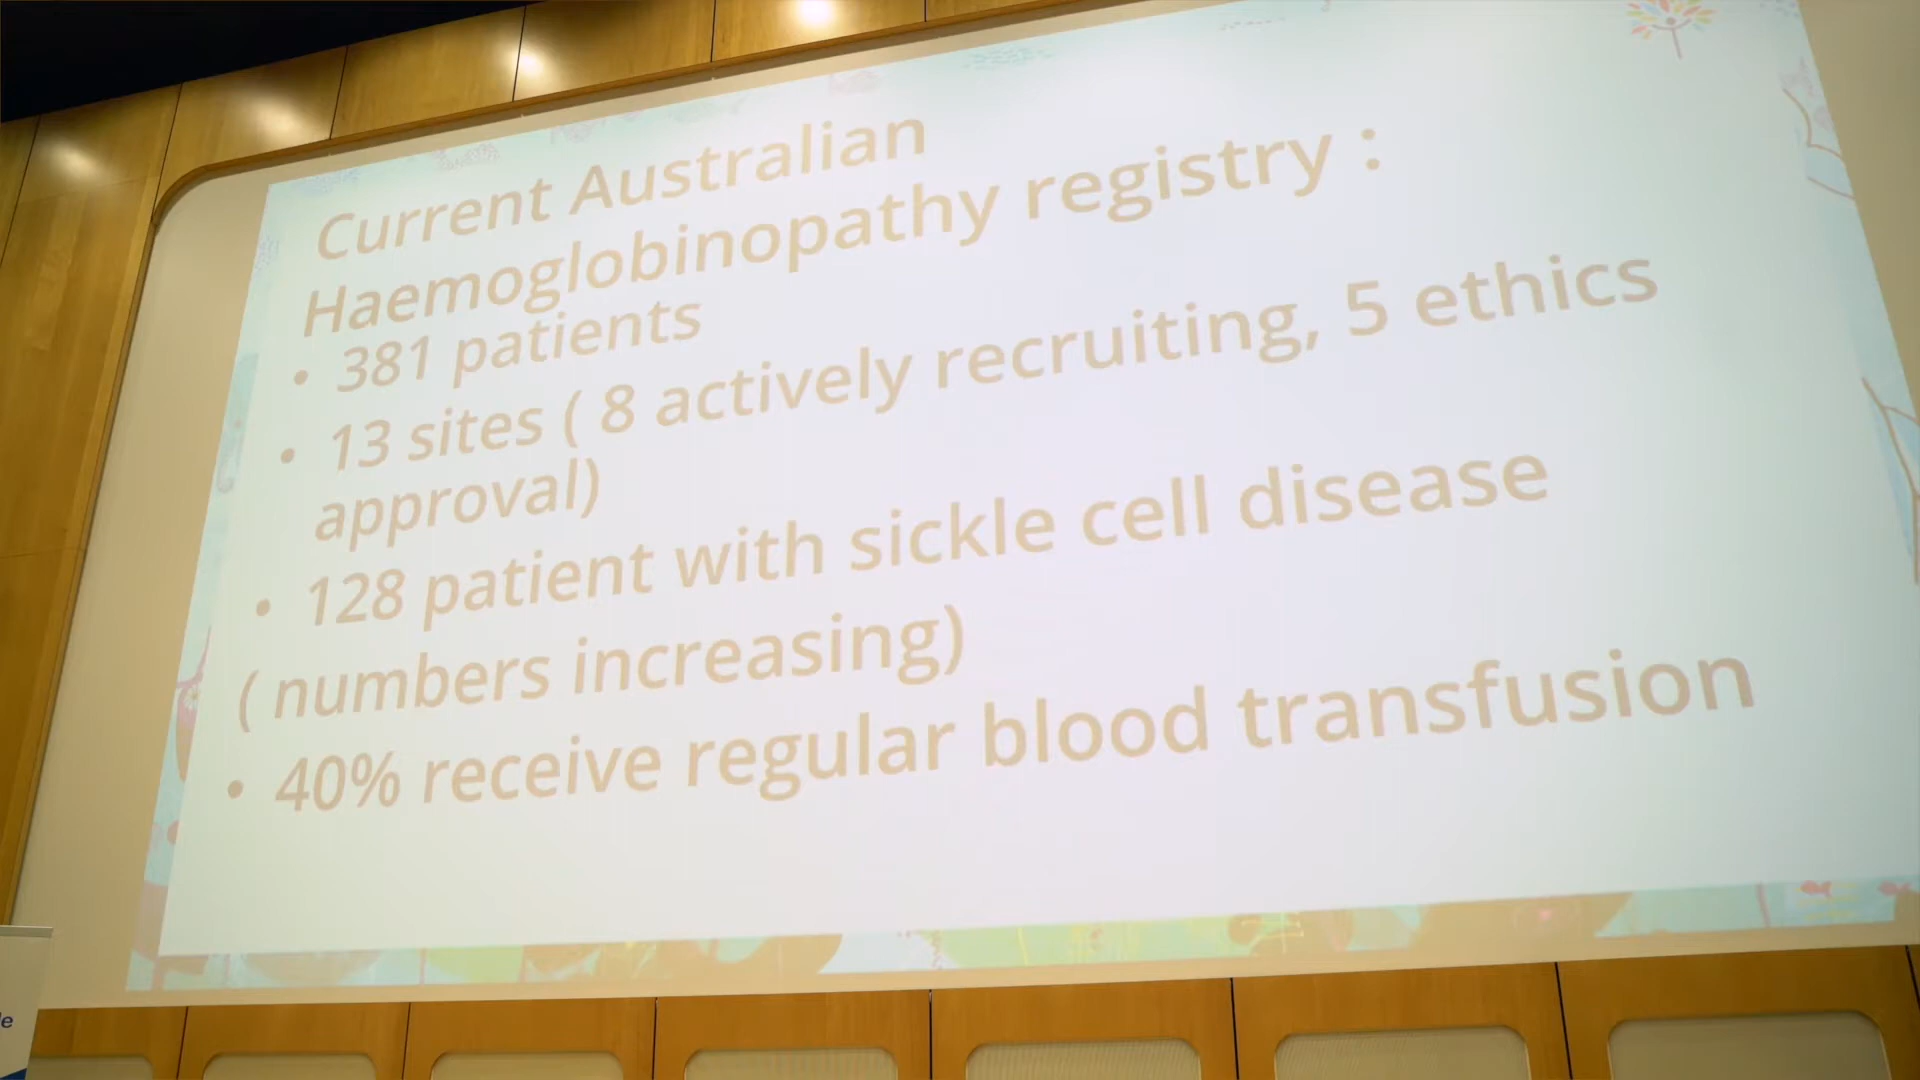 Current Australian
Haemoglobinopathy registry :
• 381 patients
• 13 sites ( 8 actively recruiting, 5 ethics
approval)
• 128 patient with sickle cell disease
( numbers increasing)
• 40% receive regular blood transfusion